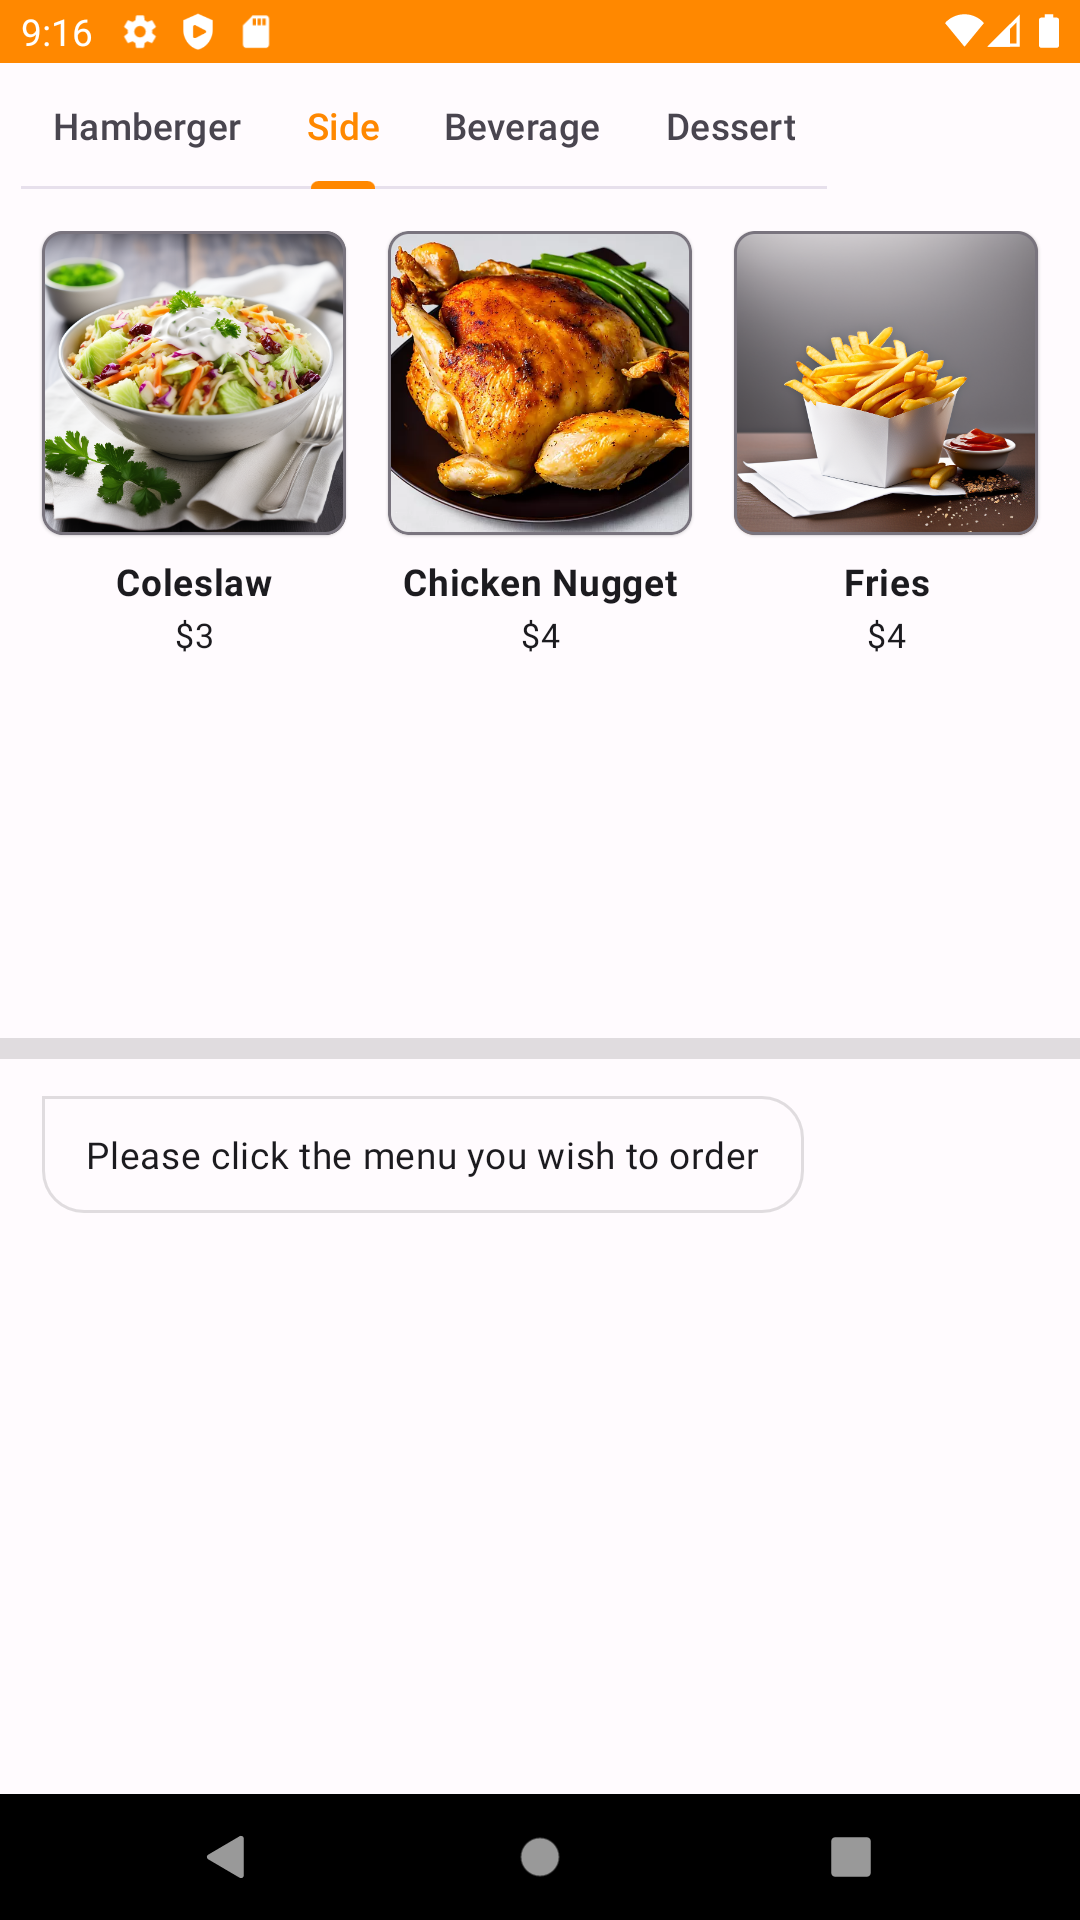 9:16
Hamberger Side Beverage Dessert
Coleslaw Chicken Nugget Fries
$3 $4 $4
Please click the menu you wish to order